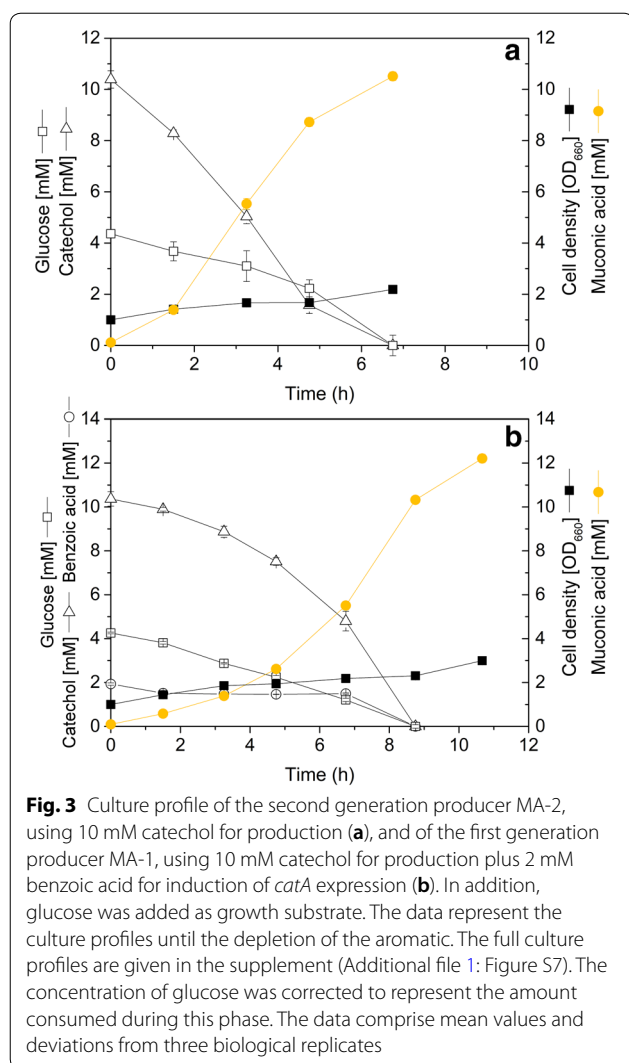 a
12
10
8
6
4
2
0
Glucose [mM]
Catechol [mM]
12
10
8
6
4
2
0
Cell density [OD660]
Muconic acid [mM]
0 2 4 6 8 10
Time (h)
b
14
12
10
8
6
4
2
0
Glucose [mM]
Catechol [mM] Benzoic acid [mM]
14
12
10
8
6
4
2
0
Cell density [OD660]
Muconic acid [mM]
0 2 4 6 8 10 12
Time (h)
Fig. 3 Culture profile of the second generation producer MA-2,
using 10 mM catechol for production (a), and of the first generation
producer MA-1, using 10 mM catechol for production plus 2 mM
benzoic acid for induction of catA expression (b). In addition,
glucose was added as growth substrate. The data represent the
culture profiles until the depletion of the aromatic. The full culture
profiles are given in the supplement (Additional file 1: Figure S7). The
concentration of glucose was corrected to represent the amount
consumed during this phase. The data comprise mean values and
deviations from three biological replicates